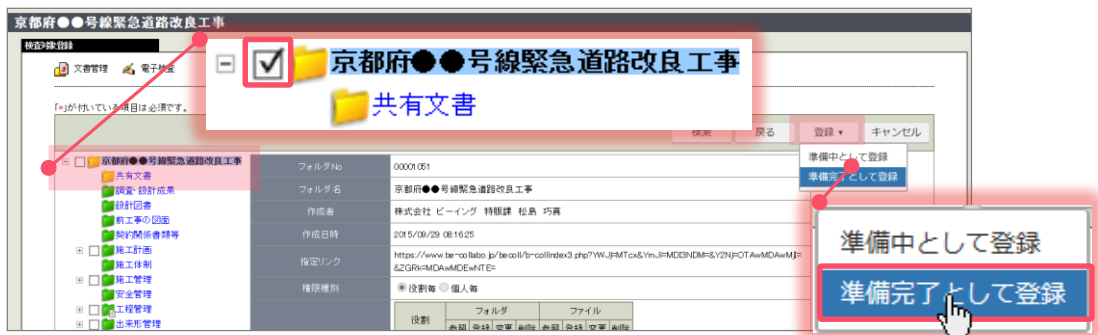 京都府●●号線緊急道路改良工事
検査対象登録
文書管理 電子検査
京都府●●号線緊急道路改良工事
共有文書
「*」が付いている項目は必須です。
検索 戻る 登録▼ キャンセル
準備中として登録
準備完了として登録
京都府●●号線緊急道路改良工事
共有文書
調査・設計成果
設計図書
前工事の図面
契約関係書類等
施工計画
施工体制
施工管理
安全管理
工程管理
出来形管理
フォルダNo 00001051
フォルダ名 京都府●●号線緊急道路改良工事
作成者 株式会社 ビーイング 特販課 松島 巧真
作成日時 2015/09/29 08:16:25
指定リンク
権限種別 役割毎 個人毎
役割 フォルダ ファイル
参照 登録 変更 削除 参照 登録 変更 削除
準備中として登録
準備完了として登録